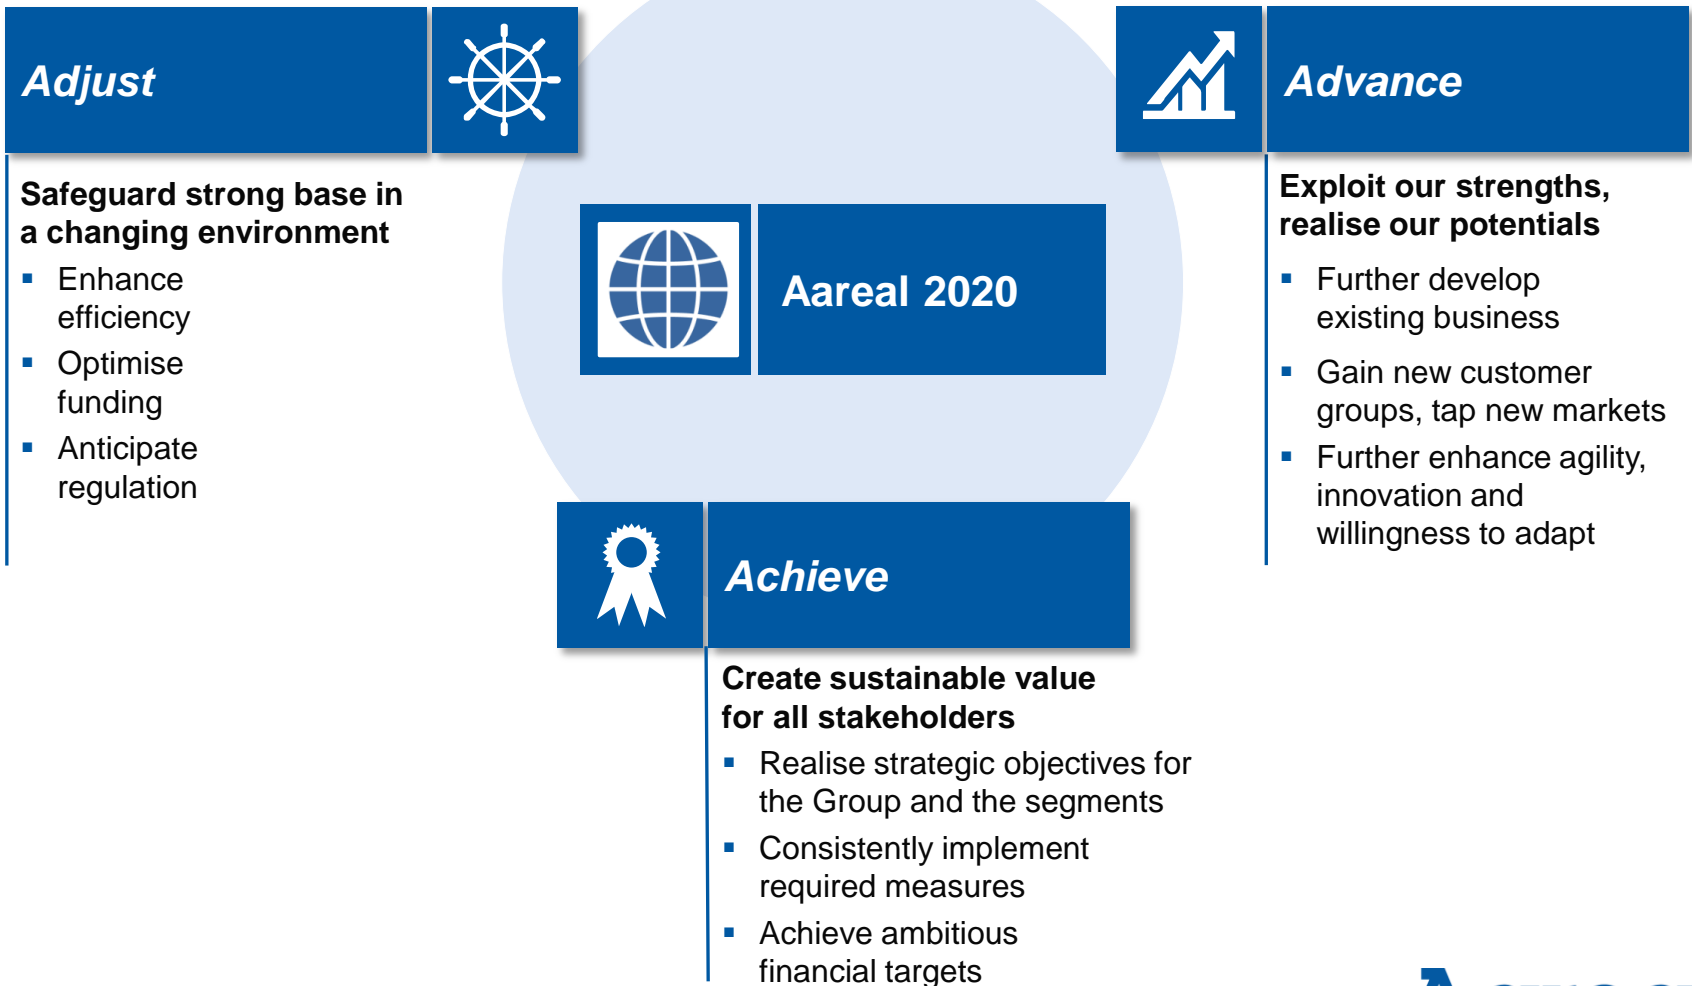 Adjust
Safeguard strong base in
a changing environment
▪ Enhance
efficiency
▪ Optimise
funding
▪ Anticipate
regulation
Aareal 2020
Advance
Exploit our strengths,
realise our potentials
▪ Further develop
existing business
▪ Gain new customer
groups, tap new markets
▪ Further enhance agility,
innovation and
willingness to adapt
Achieve
Create sustainable value
for all stakeholders
▪ Realise strategic objectives for
the Group and the segments
▪ Consistently implement
required measures
▪ Achieve ambitious
financial targets